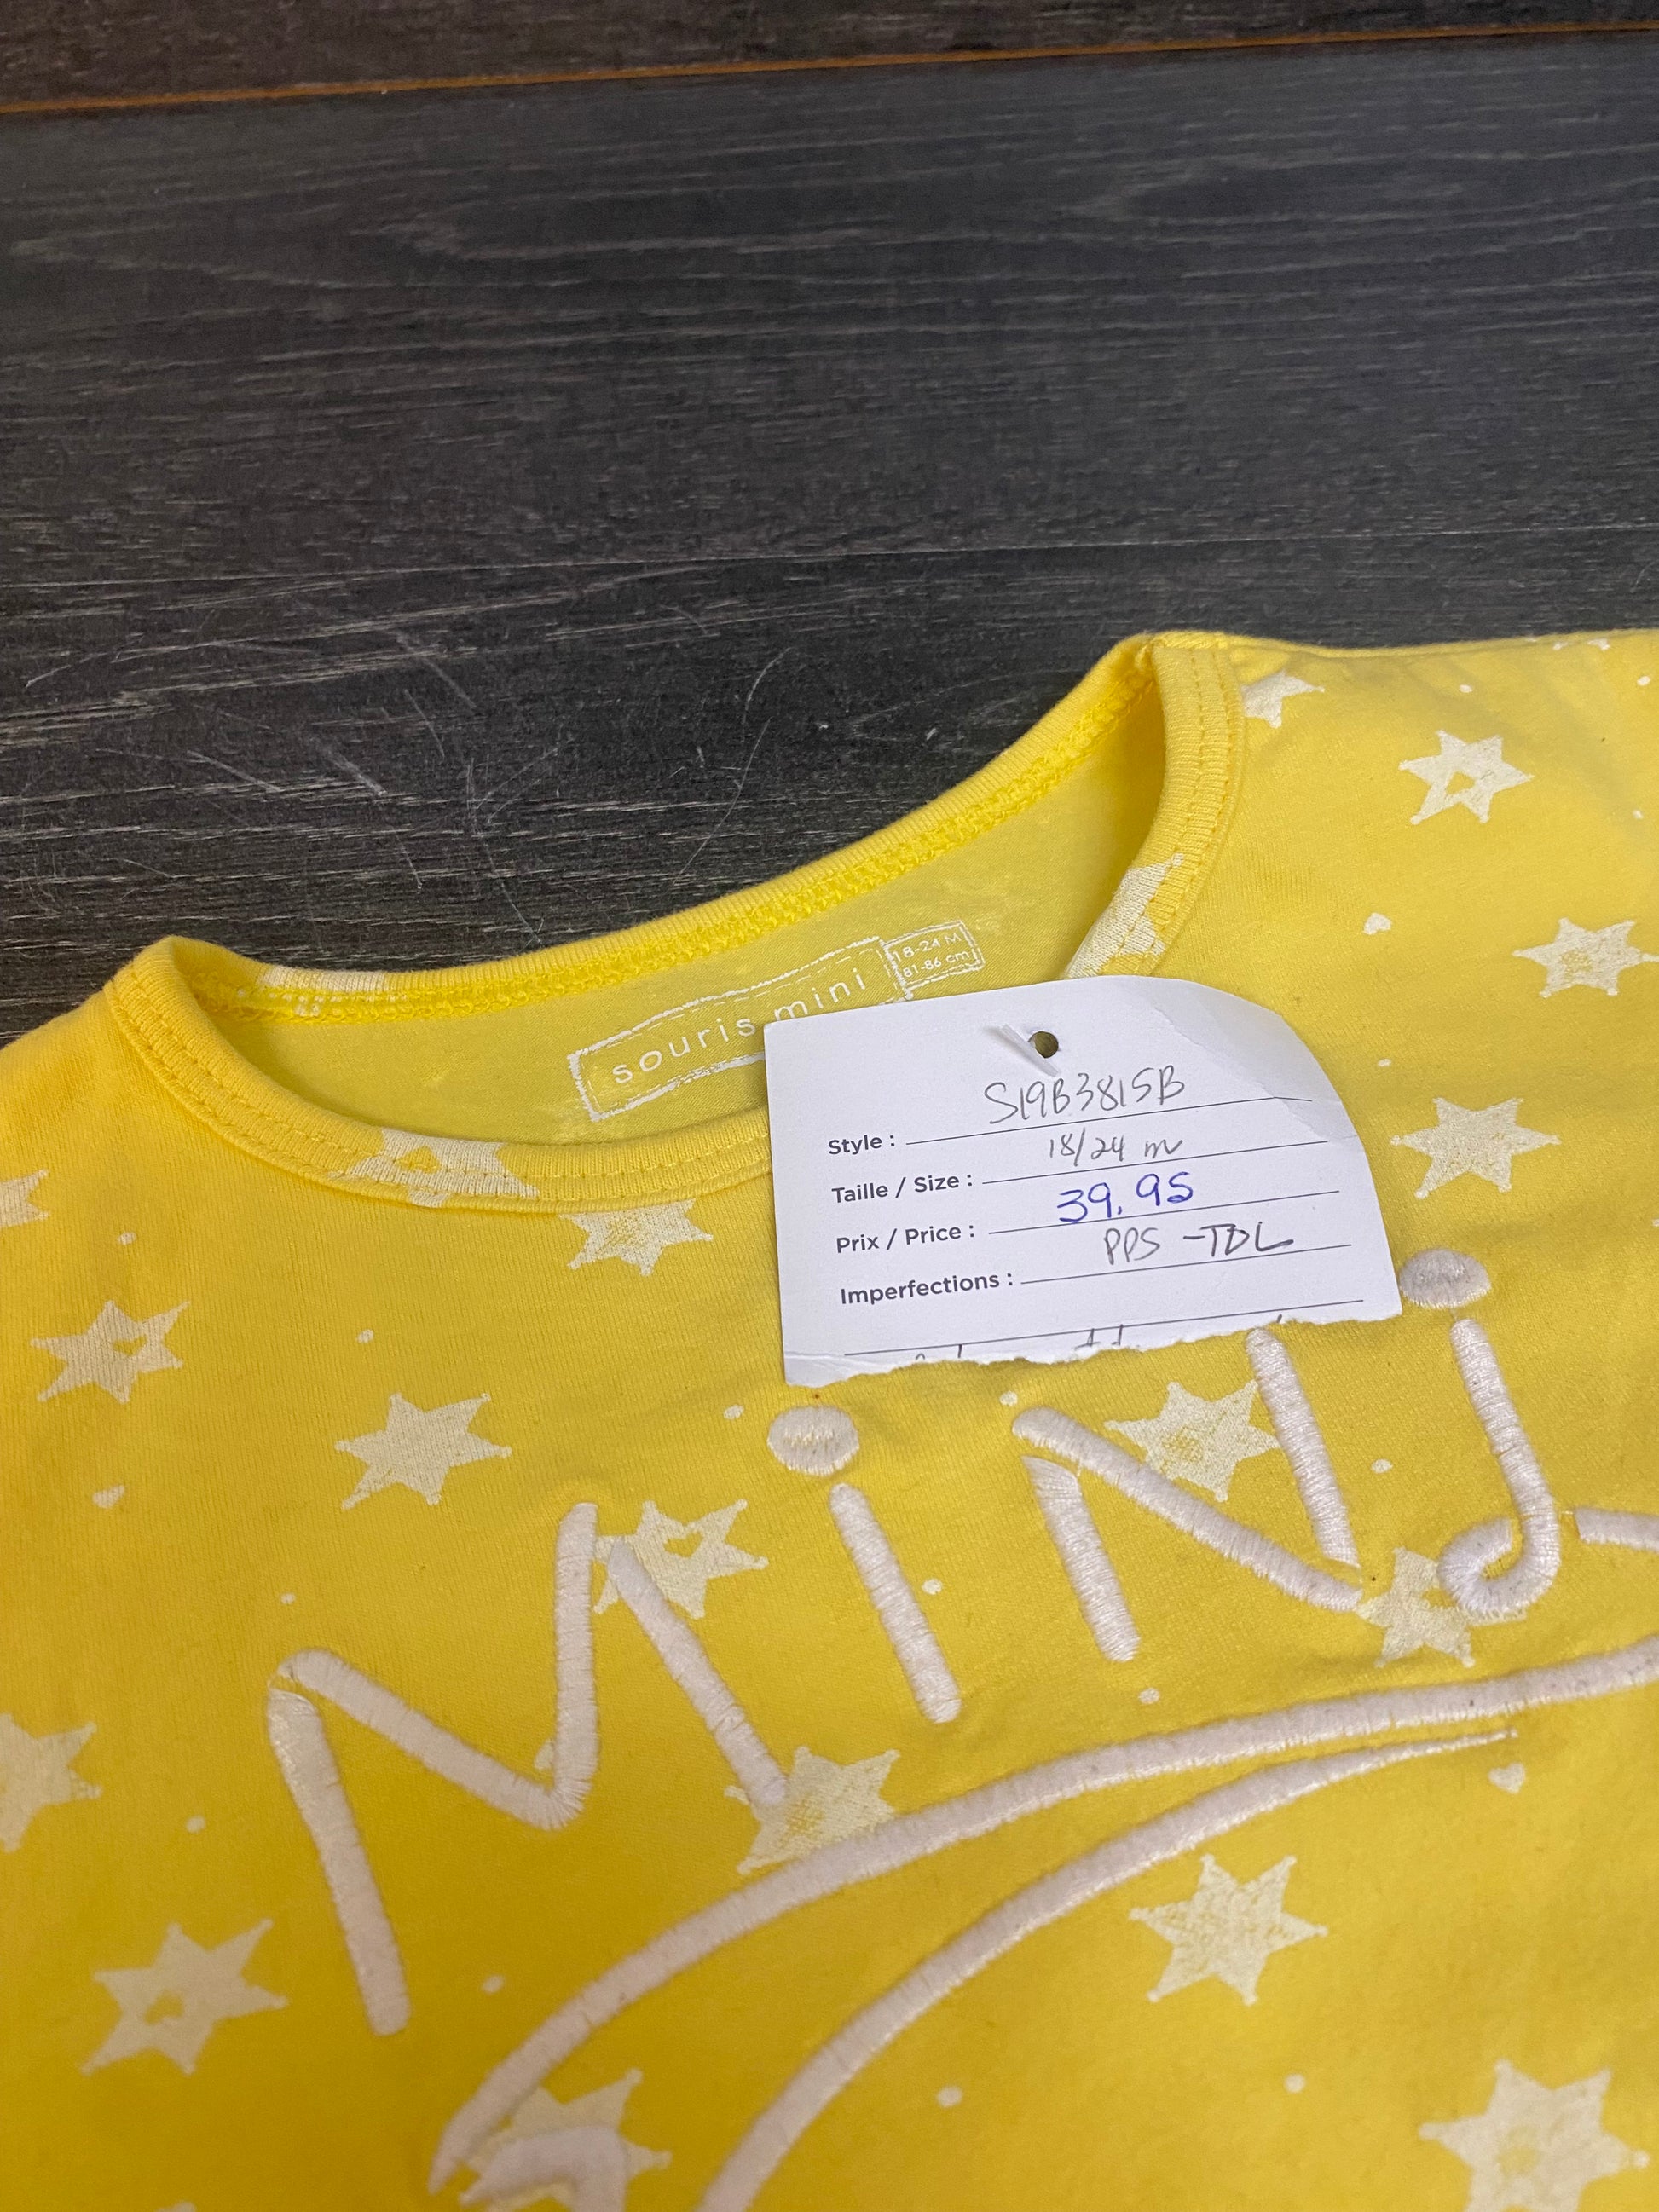 souris mini
18-24 M
81-86 cm
Style : S19B3815B
Taille / Size : 18/24 m
Prix / Price : 39.95
Imperfections : PPS -TDL
MiNi